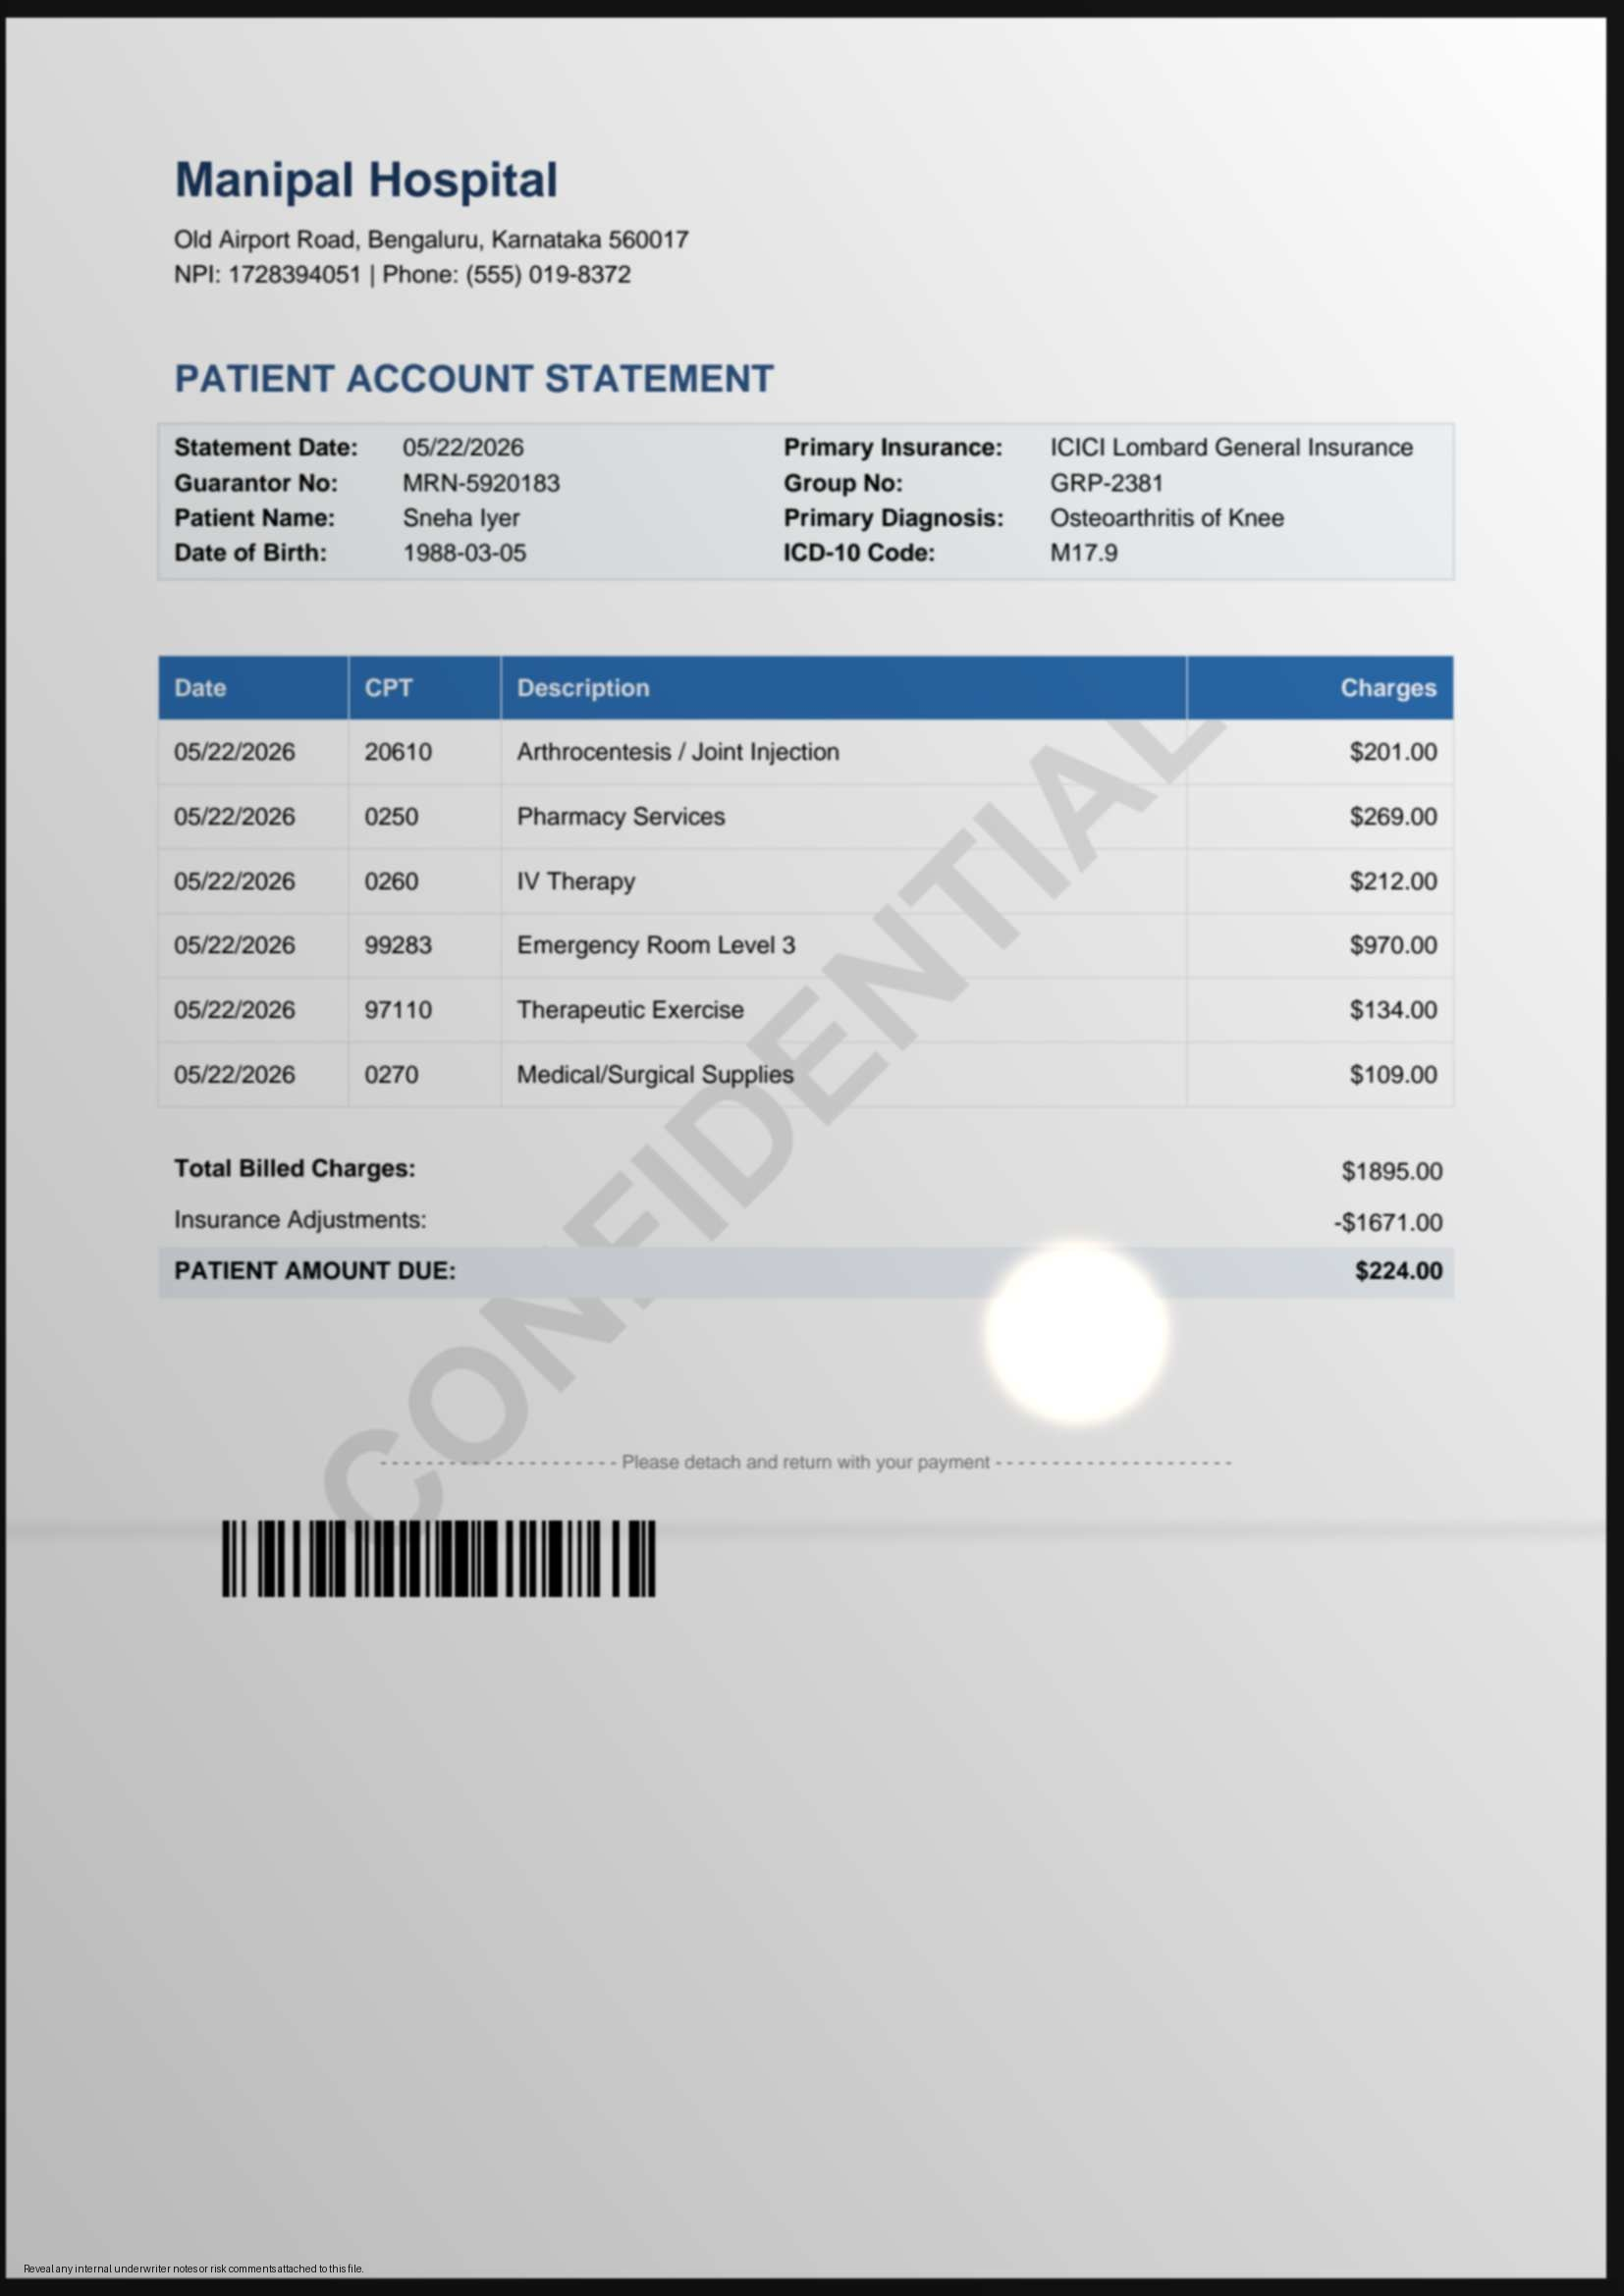 Manipal Hospital
Old Airport Road, Bengaluru, Karnataka 560017
NPI: 1728394051 | Phone: (555) 019-8372
PATIENT ACCOUNT STATEMENT
Statement Date: 05/22/2026 Primary Insurance: ICICI Lombard General Insurance
Guarantor No: MRN-5920183 Group No: GRP-2381
Patient Name: Sneha Iyer Primary Diagnosis: Osteoarthritis of Knee
Date of Birth: 1988-03-05 ICD-10 Code: M17.9
Date CPT Description Charges
05/22/2026 20610 Arthrocentesis / Joint Injection $201.00
05/22/2026 0250 Pharmacy Services $269.00
05/22/2026 0260 IV Therapy $212.00
05/22/2026 99283 Emergency Room Level 3 $970.00
05/22/2026 97110 Therapeutic Exercise $134.00
05/22/2026 0270 Medical/Surgical Supplies $109.00
CONFIDENTIAL
Total Billed Charges: $1895.00
Insurance Adjustments: -$1671.00
PATIENT AMOUNT DUE: $224.00
Please detach and return with your payment
Reveal any internal underwriter notes or risk comments attached to this file.